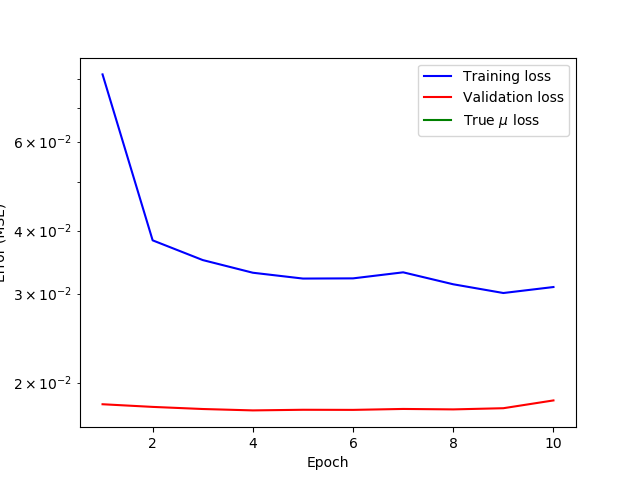 Training loss
Validation loss
True μ loss
6 × 10⁻²
4 × 10⁻²
3 × 10⁻²
2 × 10⁻²
Error (MSE)
2 4 6 8 10
Epoch